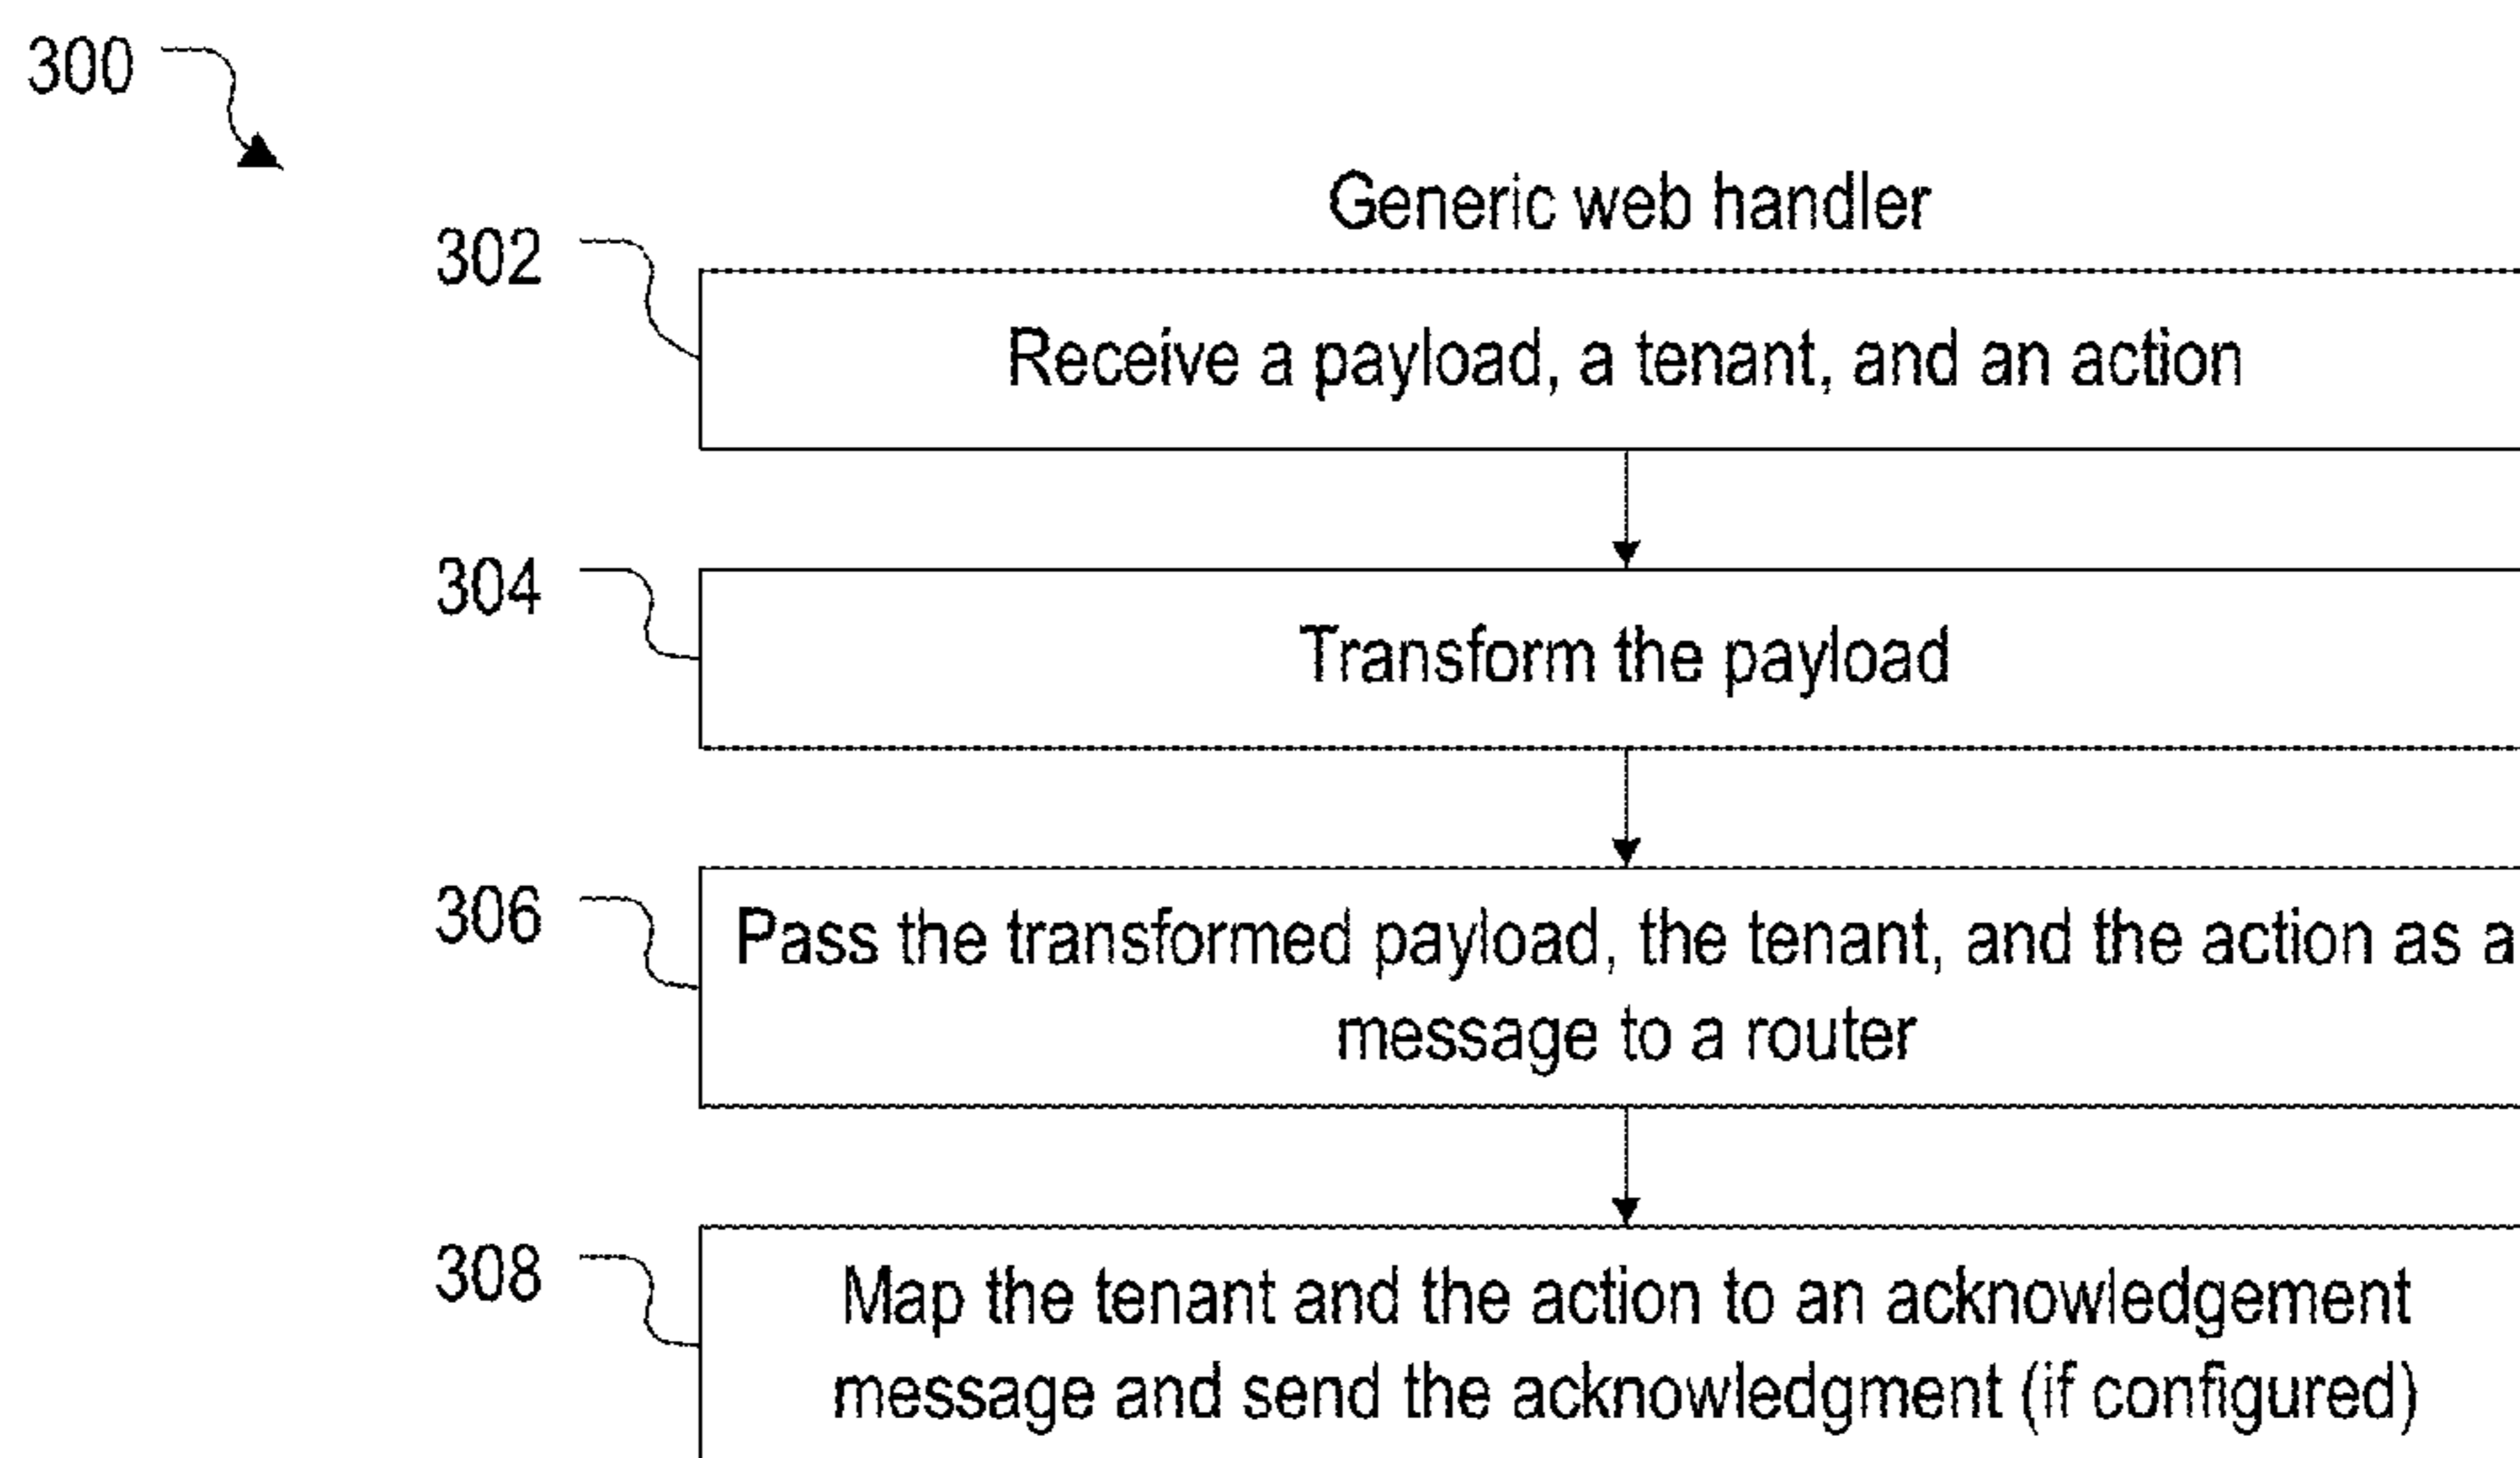 300
Generic web handler
302
Receive a payload, a tenant, and an action
304
Transform the payload
306
Pass the transformed payload, the tenant, and the action as a
message to a router
308
Map the tenant and the action to an acknowledgement
message and send the acknowledgment (if configured)